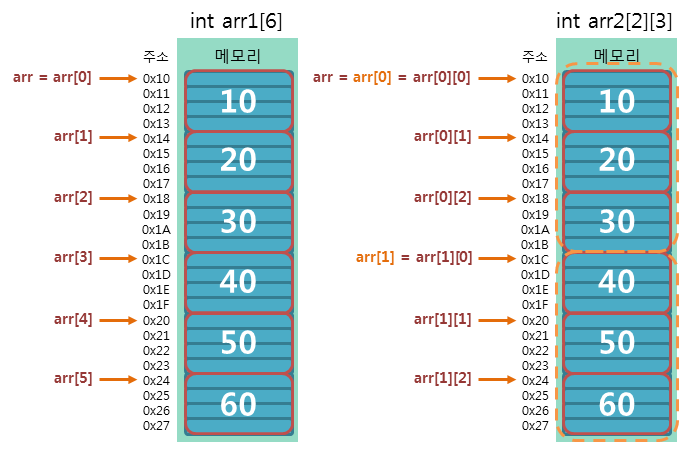 int arr1[6]
주소
메모리
arr = arr[0]
0x10
0x11
0x12
0x13
10
arr[1]
0x14
0x15
0x16
0x17
20
arr[2]
0x18
0x19
0x1A
0x1B
30
arr[3]
0x1C
0x1D
0x1E
0x1F
40
arr[4]
0x20
0x21
0x22
0x23
50
arr[5]
0x24
0x25
0x26
0x27
60
int arr2[2][3]
주소
메모리
arr = arr[0] = arr[0][0]
0x10
0x11
0x12
0x13
10
arr[0][1]
0x14
0x15
0x16
0x17
20
arr[0][2]
0x18
0x19
0x1A
0x1B
30
arr[1] = arr[1][0]
0x1C
0x1D
0x1E
0x1F
40
arr[1][1]
0x20
0x21
0x22
0x23
50
arr[1][2]
0x24
0x25
0x26
0x27
60